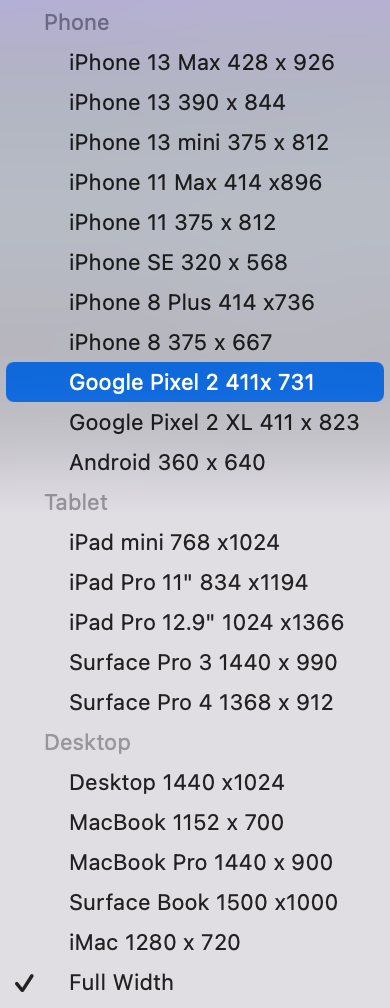 Phone
iPhone 13 Max 428 x 926
iPhone 13 390 x 844
iPhone 13 mini 375 x 812
iPhone 11 Max 414 x896
iPhone 11 375 x 812
iPhone SE 320 x 568
iPhone 8 Plus 414 x736
iPhone 8 375 x 667
Google Pixel 2 411x 731
Google Pixel 2 XL 411 x 823
Android 360 x 640
Tablet
iPad mini 768 x1024
iPad Pro 11" 834 x1194
iPad Pro 12.9" 1024 x1366
Surface Pro 3 1440 x 990
Surface Pro 4 1368 x 912
Desktop
Desktop 1440 x1024
MacBook 1152 x 700
MacBook Pro 1440 x 900
Surface Book 1500 x1000
iMac 1280 x 720
Full Width